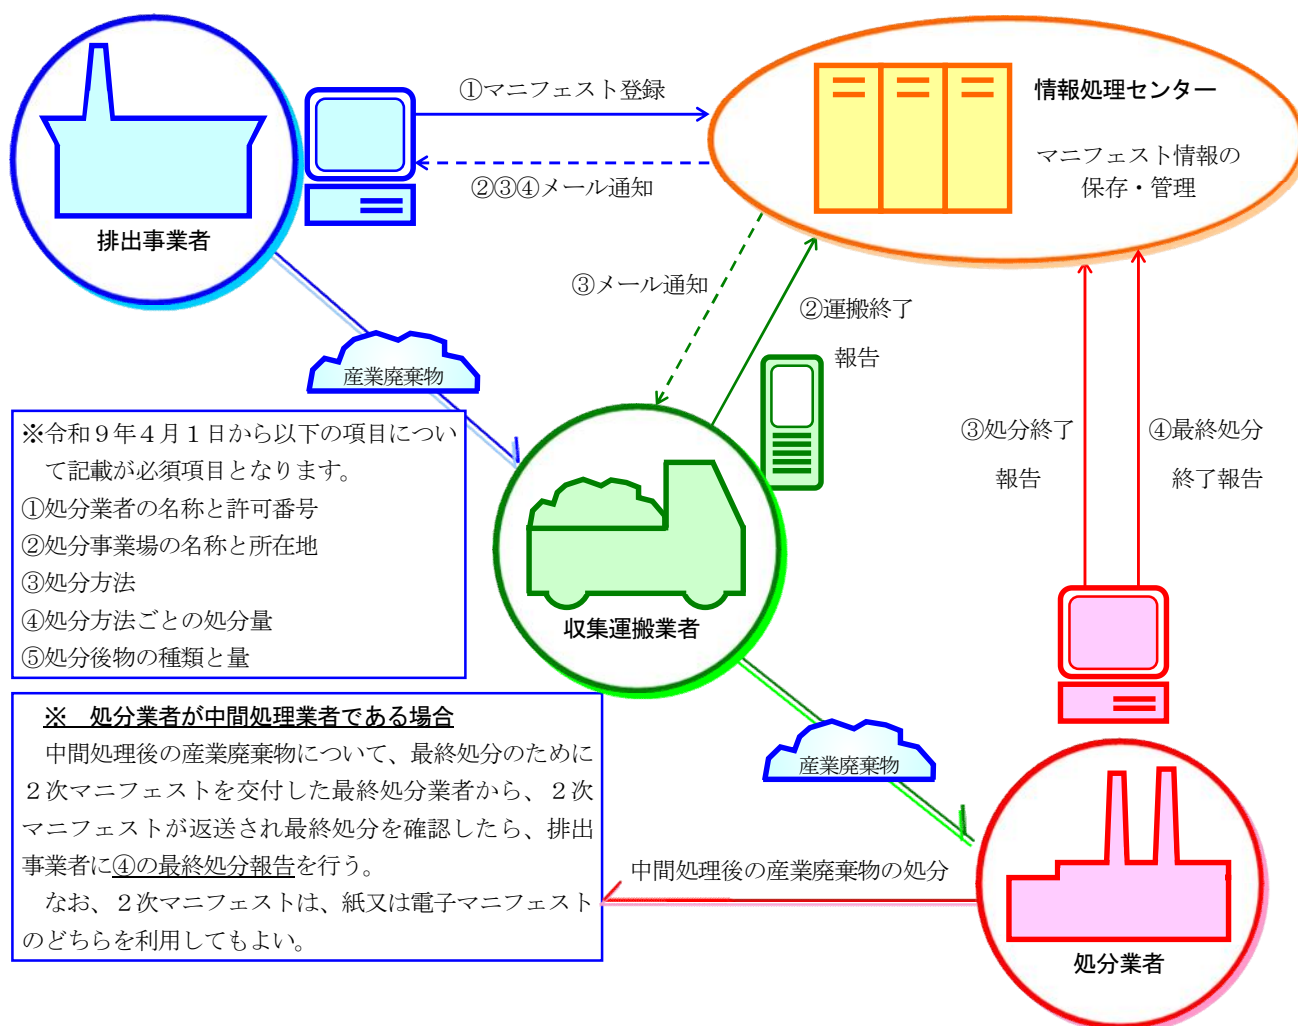 ①マニフェスト登録
情報処理センター
マニフェスト情報の
保存・管理
②③④メール通知
排出事業者
③メール通知
②運搬終了
報告
産業廃棄物
※令和９年４月１日から以下の項目につい
て記載が必須項目となります。
①処分業者の名称と許可番号
②処分事業場の名称と所在地
③処分方法
④処分方法ごとの処分量
⑤処分後物の種類と量
③処分終了
報告
④最終処分
終了報告
収集運搬業者
※　処分業者が中間処理業者である場合
中間処理後の産業廃棄物について、最終処分のために
２次マニフェストを交付した最終処分業者から、２次
マニフェストが返送され最終処分を確認したら、排出
事業者に④の最終処分報告を行う。
なお、２次マニフェストは、紙又は電子マニフェスト
のどちらを利用してもよい。
産業廃棄物
中間処理後の産業廃棄物の処分
処分業者